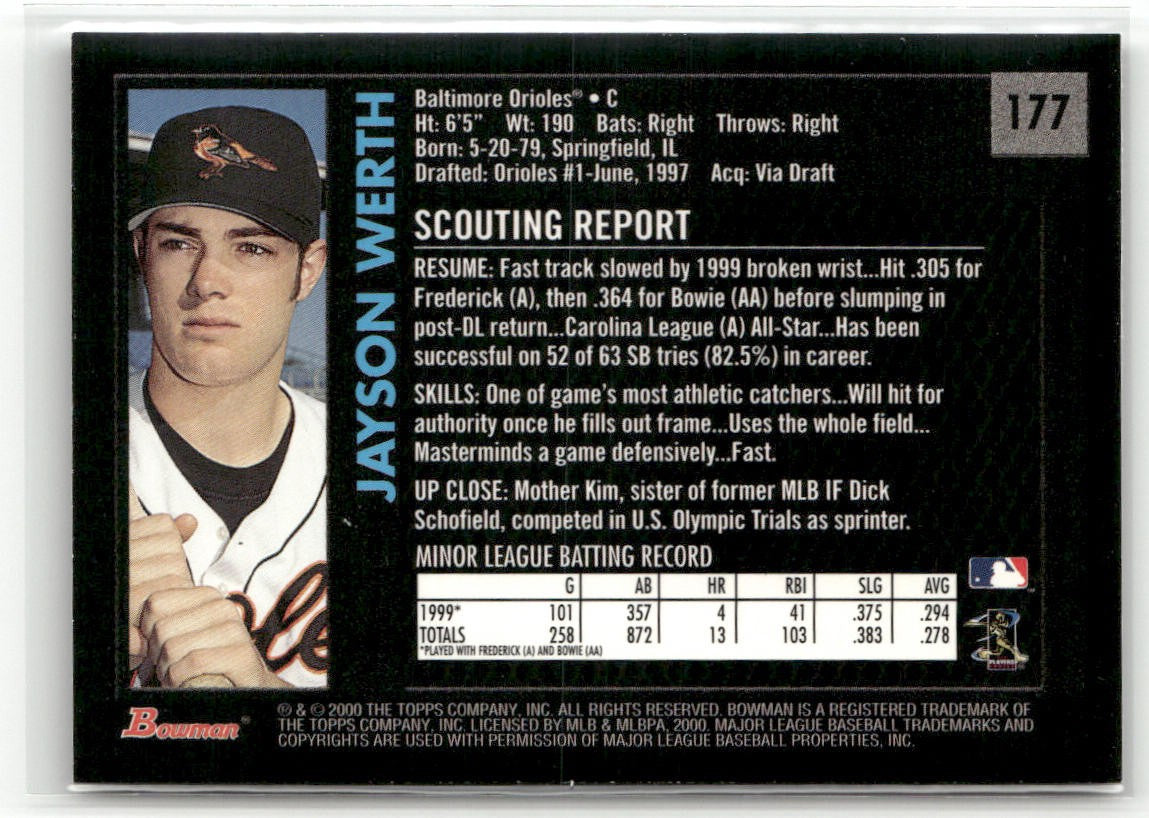 JAYSON WERTH
177
Baltimore Orioles® • C
Ht: 6'5" Wt: 190 Bats: Right Throws: Right
Born: 5-20-79, Springfield, IL
Drafted: Orioles #1-June, 1997 Acq: Via Draft
SCOUTING REPORT
RESUME: Fast track slowed by 1999 broken wrist...Hit .305 for
Frederick (A), then .364 for Bowie (AA) before slumping in
post-DL return...Carolina League (A) All-Star...Has been
successful on 52 of 63 SB tries (82.5%) in career.
SKILLS: One of game's most athletic catchers...Will hit for
authority once he fills out frame...Uses the whole field...
Masterminds a game defensively...Fast.
UP CLOSE: Mother Kim, sister of former MLB IF Dick
Schofield, competed in U.S. Olympic Trials as sprinter.
MINOR LEAGUE BATTING RECORD
G AB HR RBI SLG AVG
1999* 101 357 4 41 .375 .294
TOTALS 258 872 13 103 .383 .278
*PLAYED WITH FREDERICK (A) AND BOWIE (AA)
PLAYERS
Bowman®
® & © 2000 THE TOPPS COMPANY, INC. ALL RIGHTS RESERVED. BOWMAN IS A REGISTERED TRADEMARK OF
THE TOPPS COMPANY, INC. LICENSED BY MLB & MLBPA, 2000. MAJOR LEAGUE BASEBALL TRADEMARKS AND
COPYRIGHTS ARE USED WITH PERMISSION OF MAJOR LEAGUE BASEBALL PROPERTIES, INC.